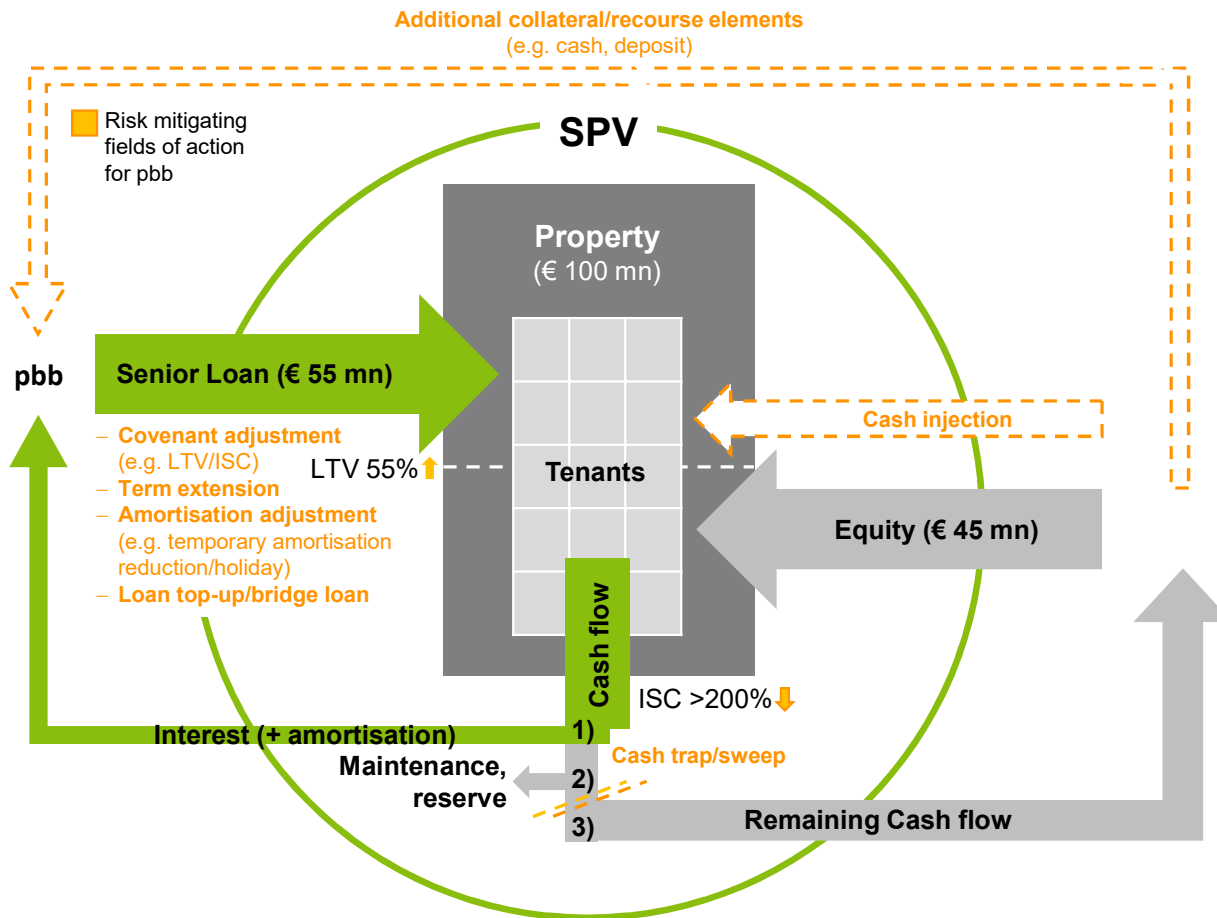 Additional collateral/recourse elements
(e.g. cash, deposit)
Risk mitigating
fields of action
for pbb
SPV
Property
(€ 100 mn)
pbb
Senior Loan (€ 55 mn)
– Covenant adjustment
(e.g. LTV/ISC)
– Term extension
– Amortisation adjustment
(e.g. temporary amortisation
reduction/holiday)
– Loan top-up/bridge loan
LTV 55%
Tenants
Cash injection
Equity (€ 45 mn)
Cash flow
ISC >200%
1)
Interest (+ amortisation)
Cash trap/sweep
Maintenance,
reserve
2)
3)
Remaining Cash flow